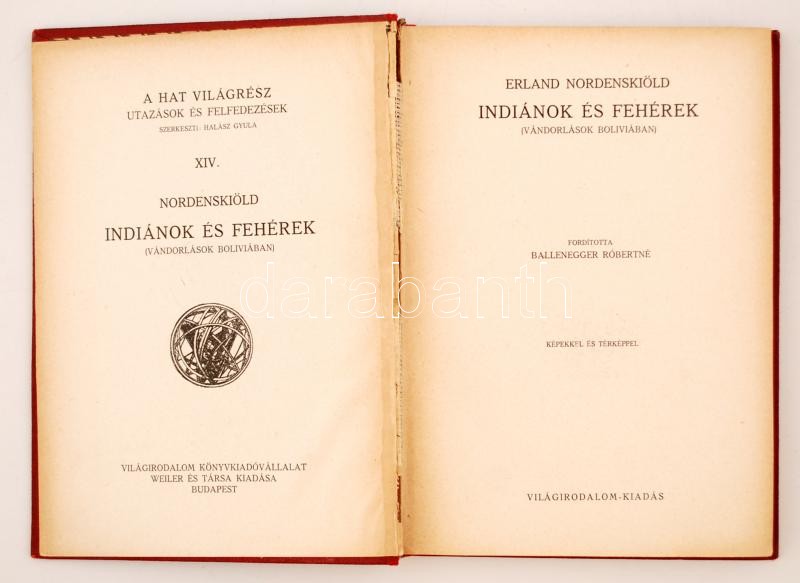 A HAT VILÁGRÉSZ
UTAZÁSOK ÉS FELFEDEZÉSEK
SZERKESZTI: HALÁSZ GYULA
XIV.
NORDENSKIÖLD
INDIÁNOK ÉS FEHÉREK
(VÁNDORLÁSOK BOLIVIÁBAN)
VILÁGIRODALOM KÖNYVKIADÓVÁLLALAT
WEILER ÉS TÁRSA KIADÁSA
BUDAPEST
ERLAND NORDENSKIÖLD
INDIÁNOK ÉS FEHÉREK
(VÁNDORLÁSOK BOLIVIÁBAN)
FORDÍTOTTA
BALLENEGGER RÓBERTNÉ
KÉPEKKEL ÉS TÉRKÉPPEL
VILÁGIRODALOM-KIADÁS
darabanth